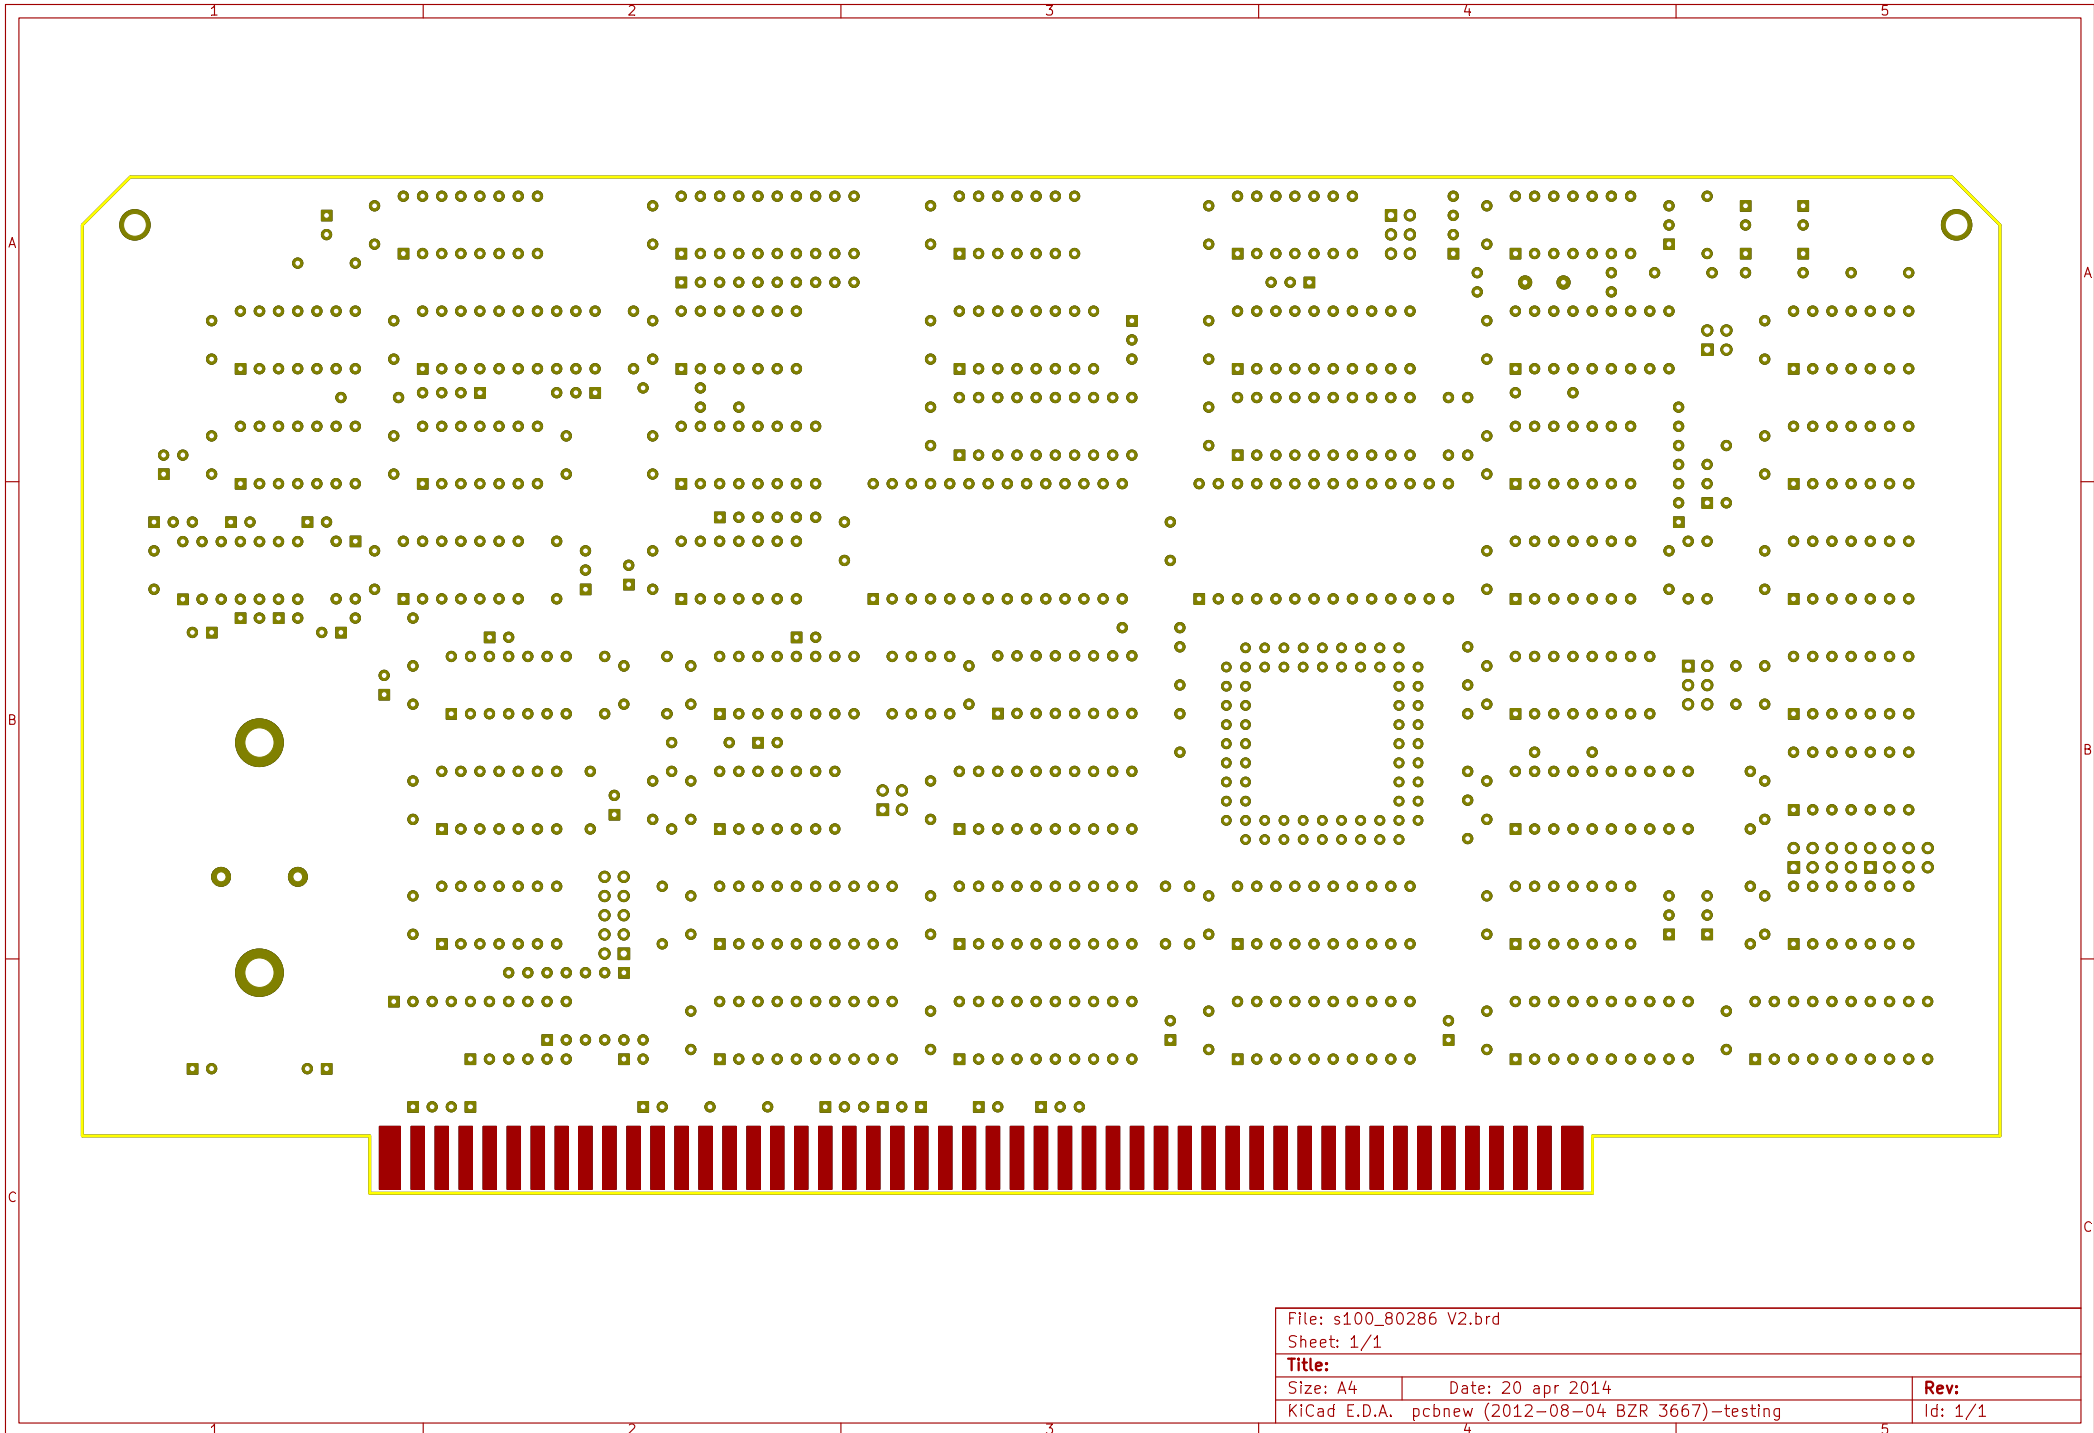 1 2 3 4 5
A A
B B
C C
File: s100_80286 V2.brd
Sheet: 1/1
Title:
Size: A4 Date: 20 apr 2014 Rev:
KiCad E.D.A. pcbnew (2012-08-04 BZR 3667)-testing Id: 1/1
1 2 3 4 5